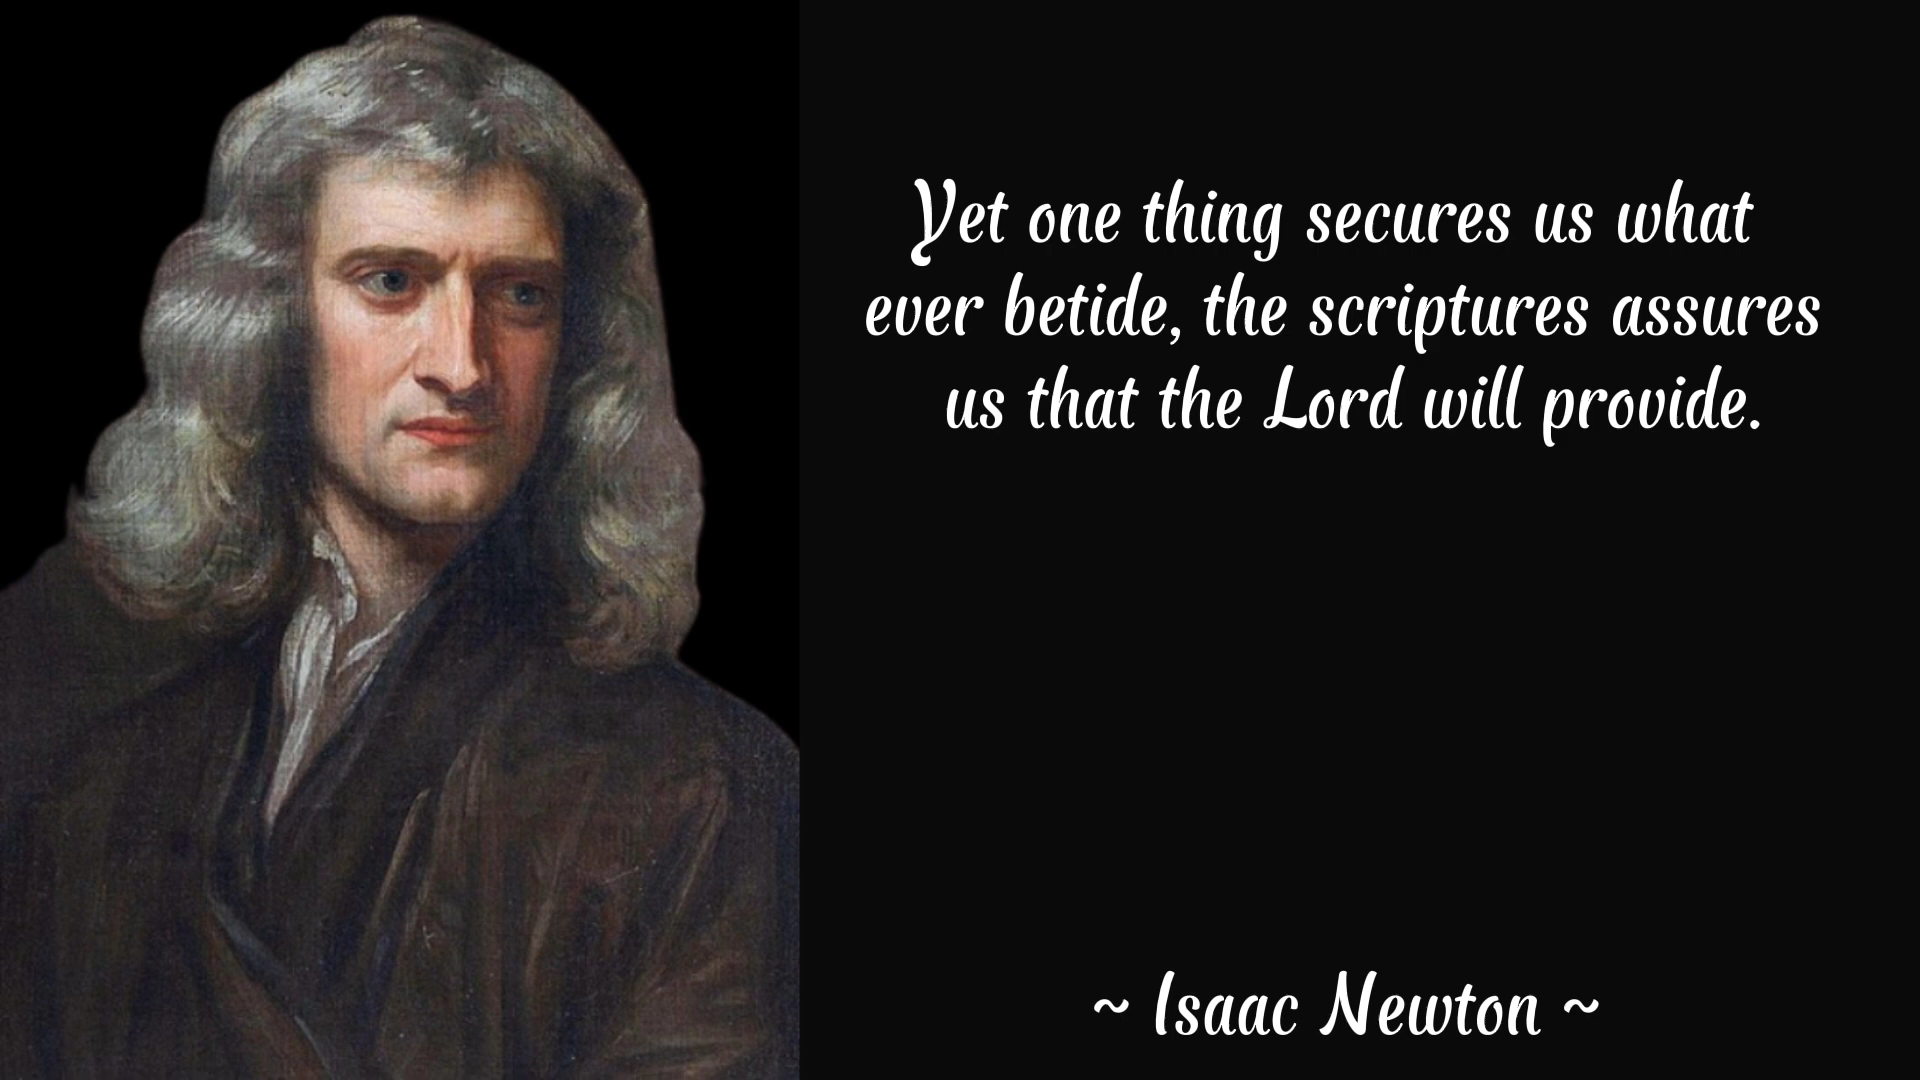 Yet one thing secures us what
ever betide, the scriptures assures
us that the Lord will provide.
~ Isaac Newton ~